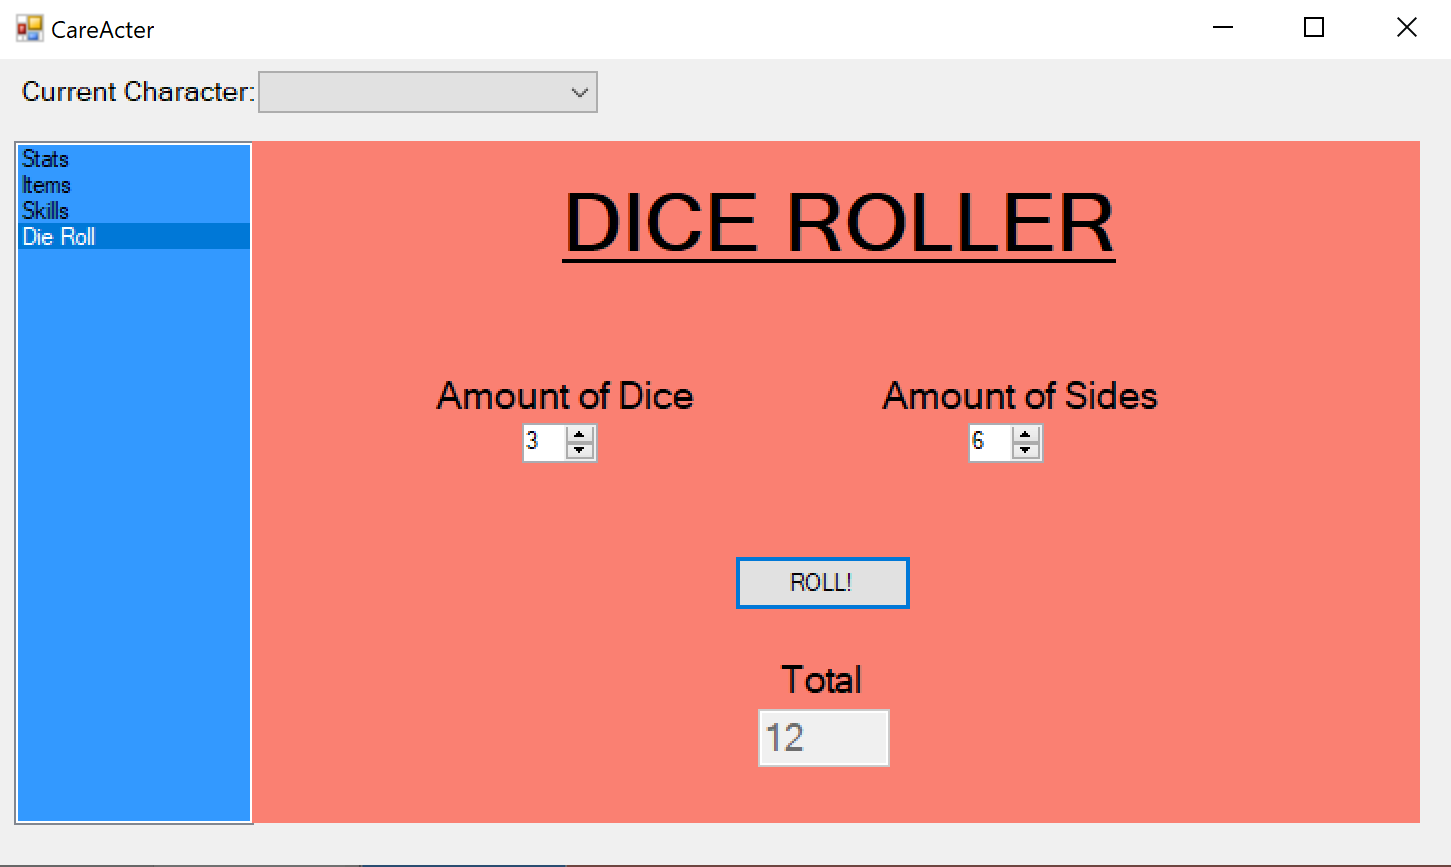 CareActer
Current Character:
Stats
Items
Skills
Die Roll
DICE ROLLER
Amount of Dice
Amount of Sides
3
6
ROLL!
Total
12